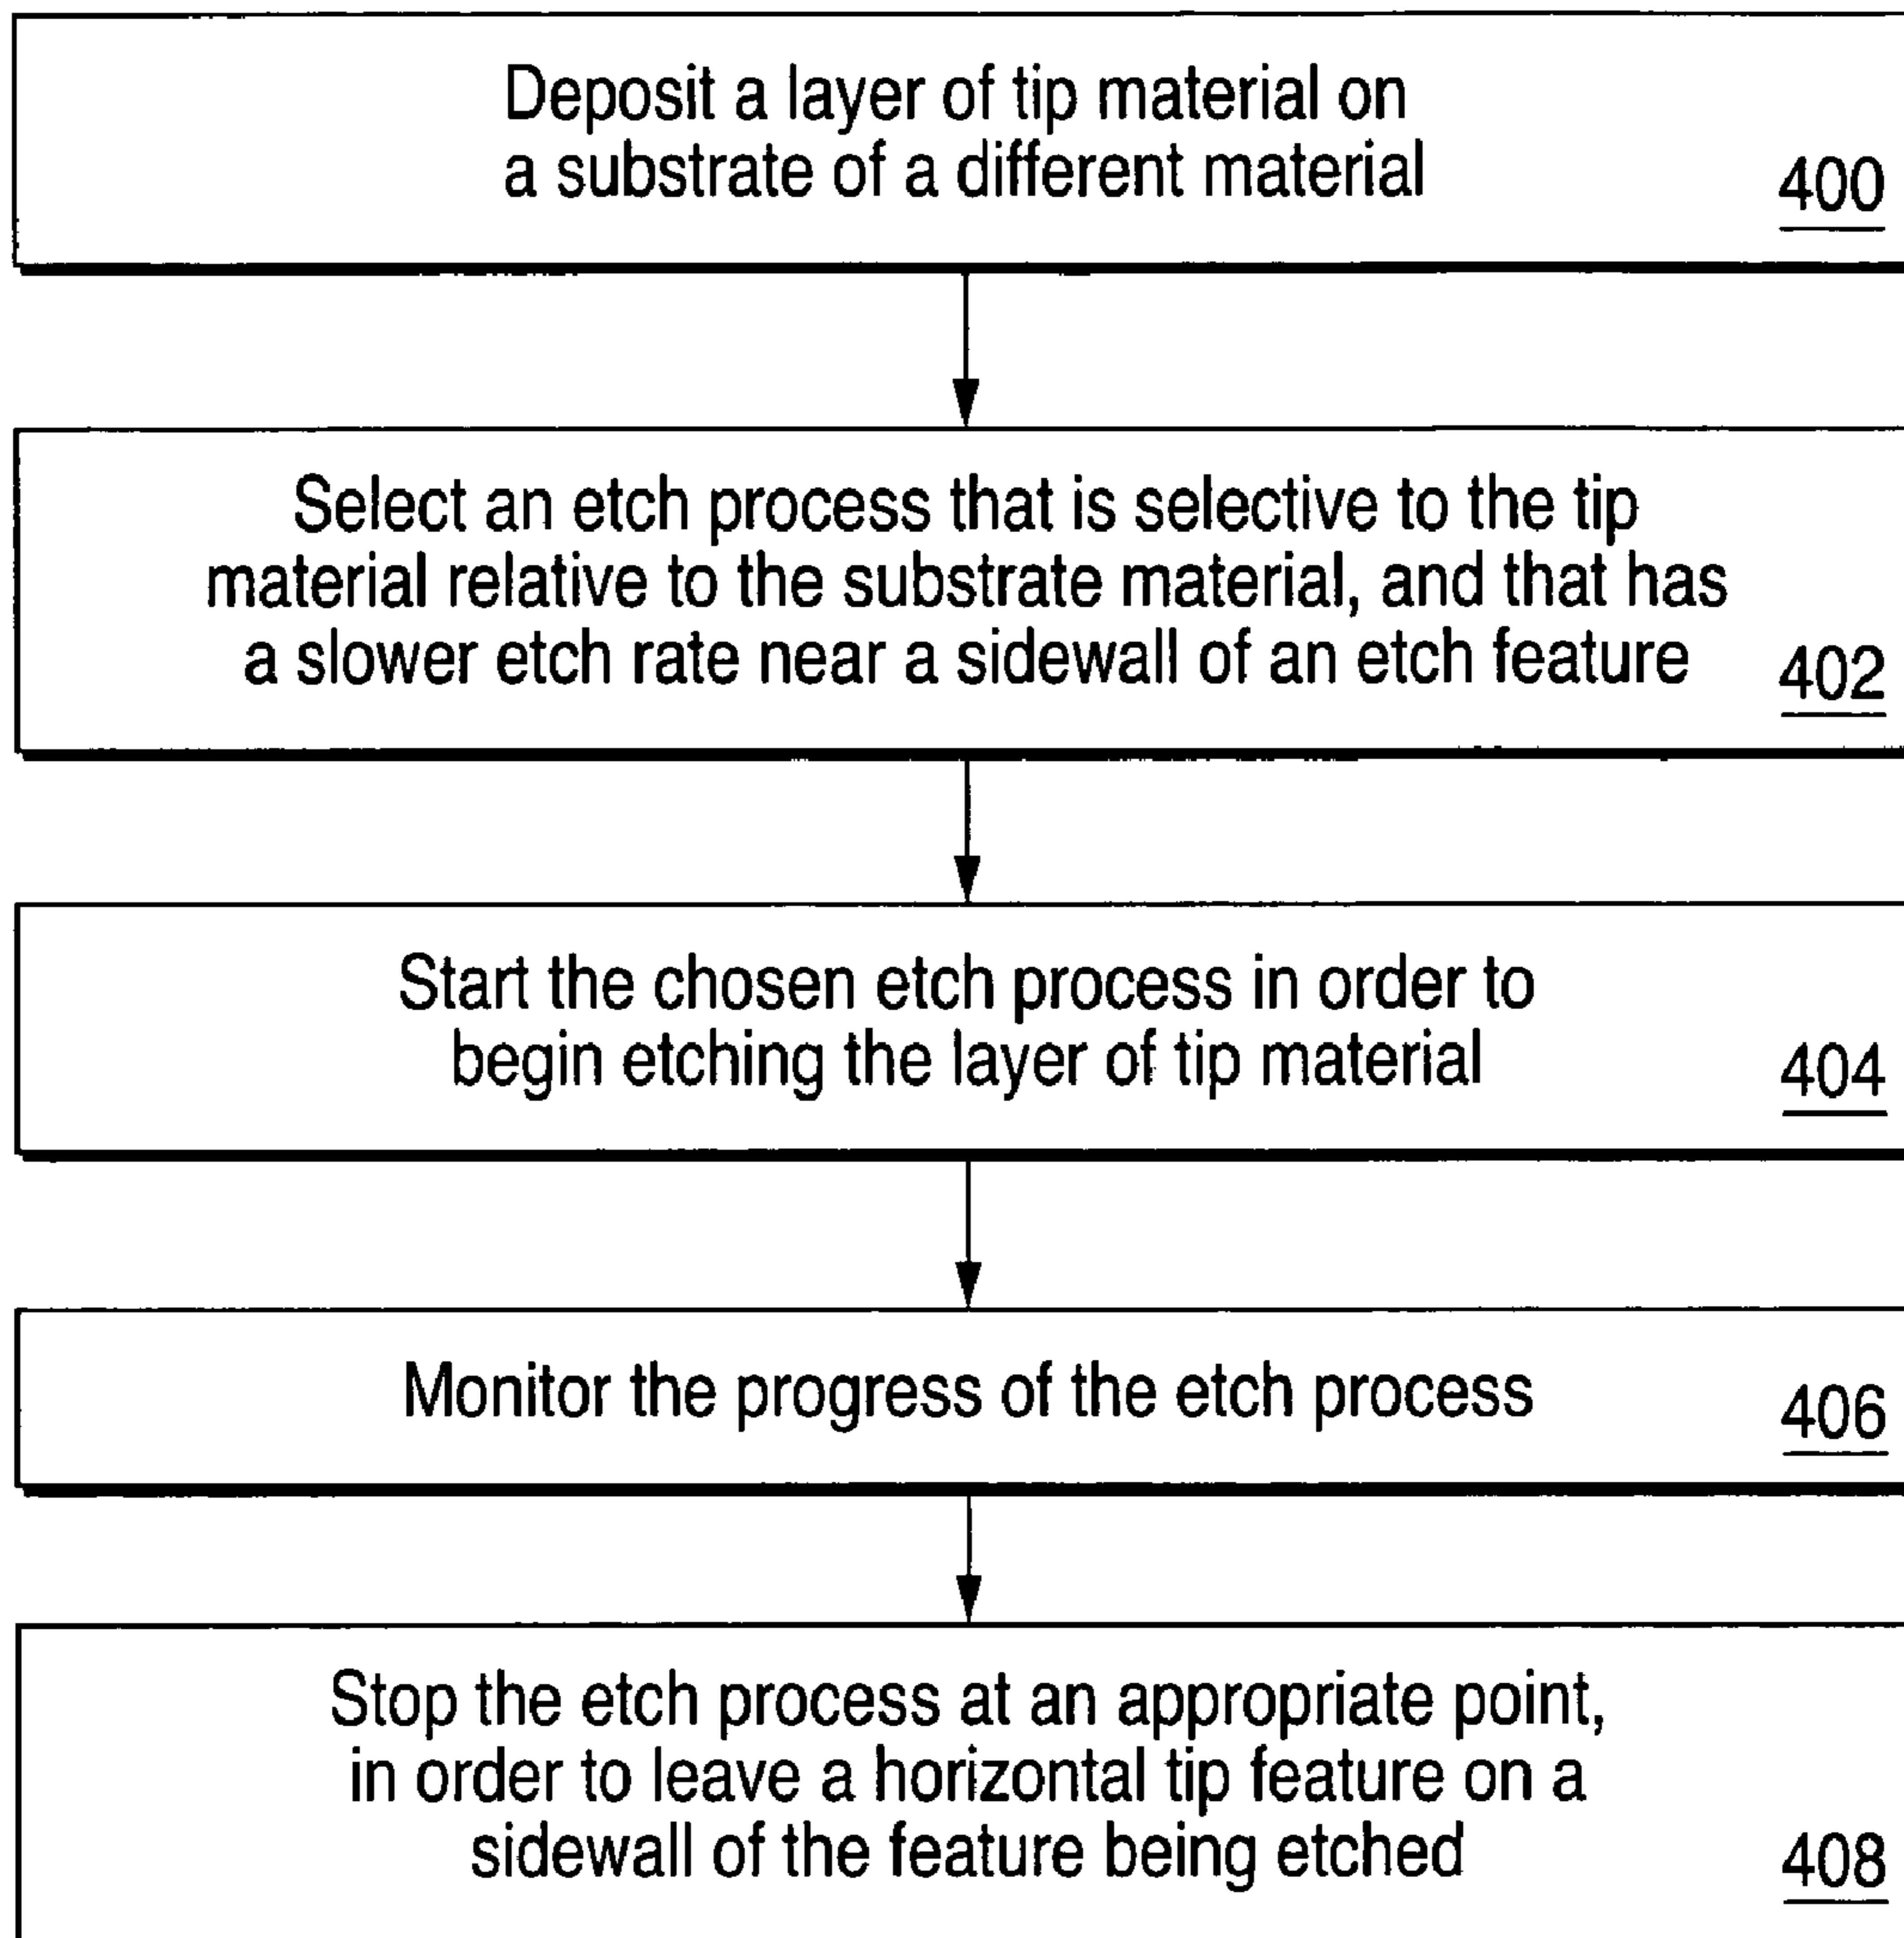 Deposit a layer of tip material on
a substrate of a different material
400
Select an etch process that is selective to the tip
material relative to the substrate material, and that has
a slower etch rate near a sidewall of an etch feature
402
Start the chosen etch process in order to
begin etching the layer of tip material
404
Monitor the progress of the etch process
406
Stop the etch process at an appropriate point,
in order to leave a horizontal tip feature on a
sidewall of the feature being etched
408